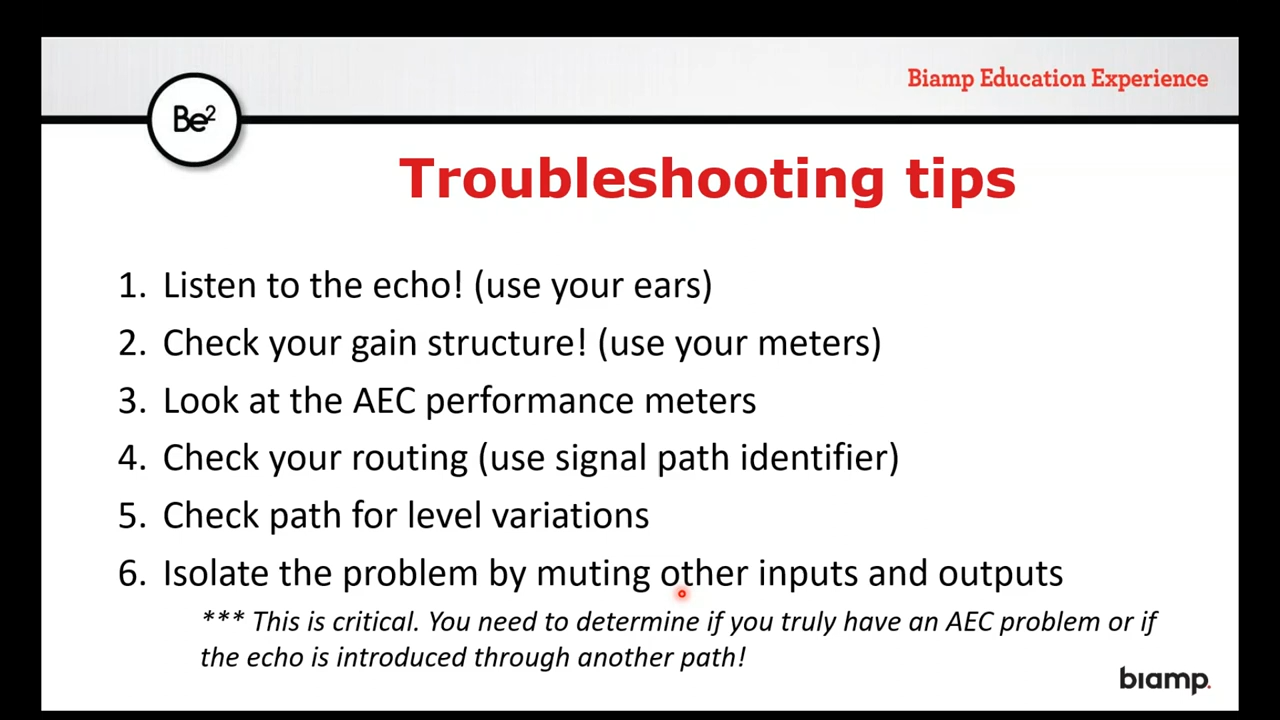 Biamp Education Experience
Be²
Troubleshooting tips
1. Listen to the echo! (use your ears)
2. Check your gain structure! (use your meters)
3. Look at the AEC performance meters
4. Check your routing (use signal path identifier)
5. Check path for level variations
6. Isolate the problem by muting other inputs and outputs
*** This is critical. You need to determine if you truly have an AEC problem or if
the echo is introduced through another path!
biamp.